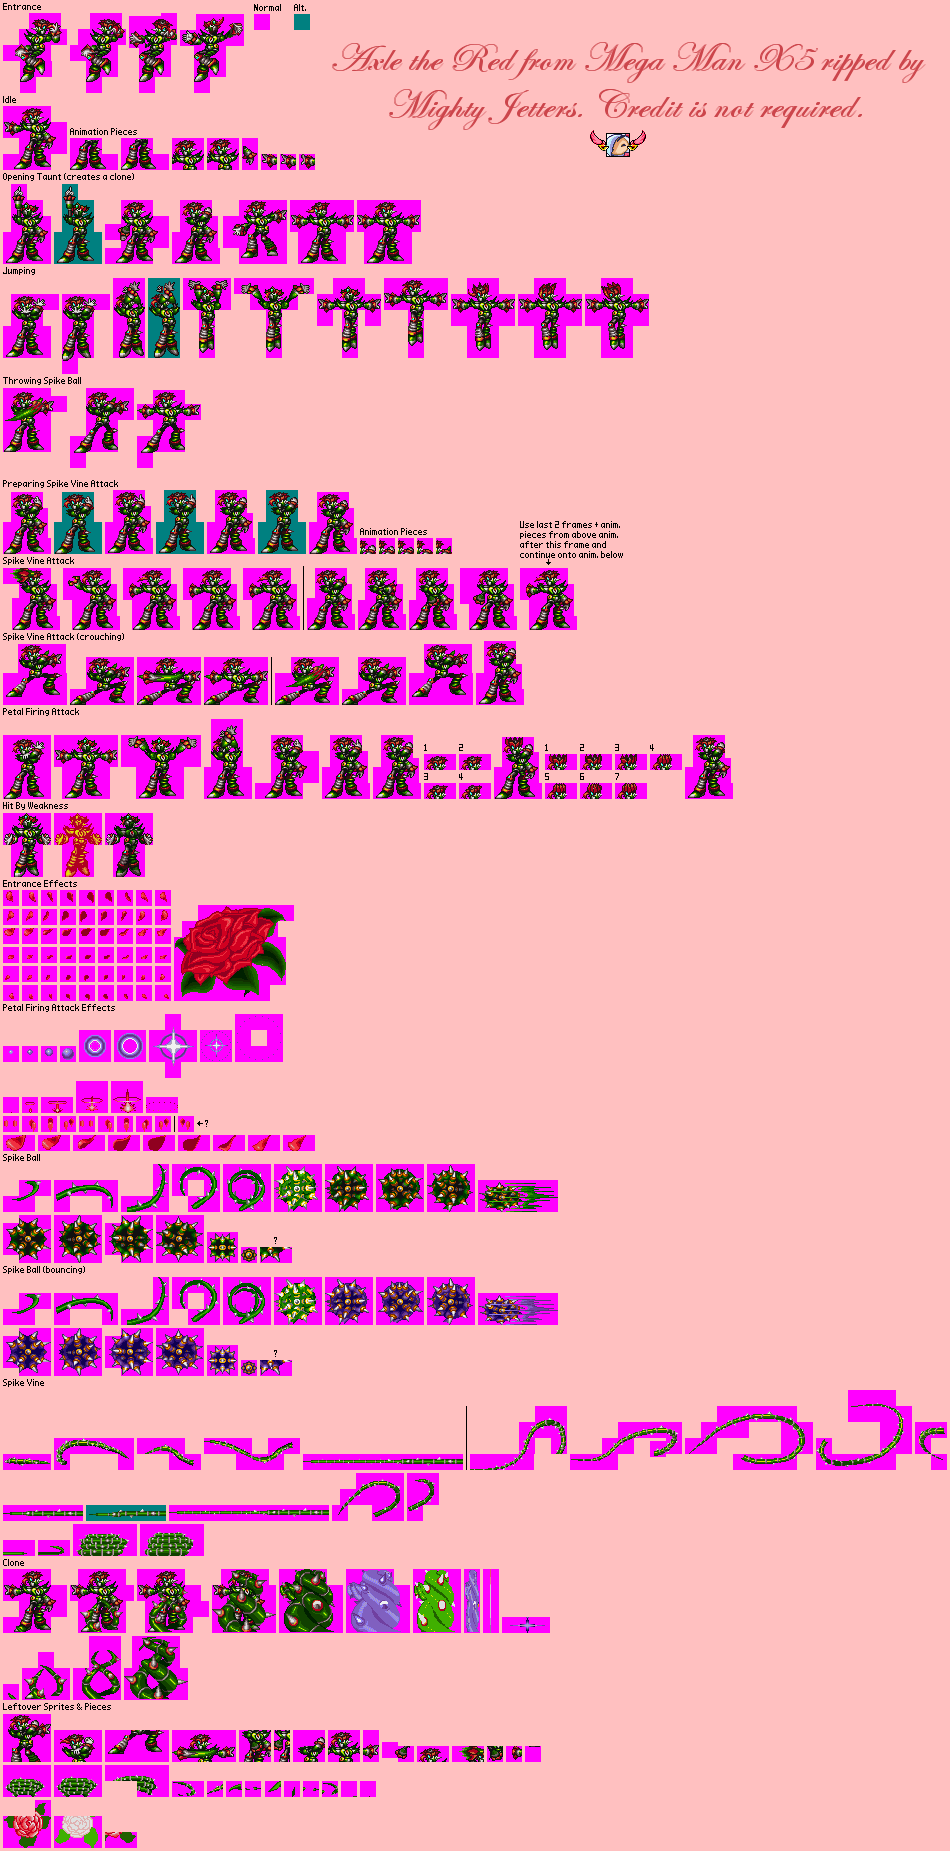 Entrance
Normal
Alt.
Axle the Red from Mega Man X5 ripped by
Mighty Jetters. Credit is not required.
Idle
Animation Pieces
Opening Taunt (creates a clone)
Jumping
Throwing Spike Ball
Preparing Spike Vine Attack
Animation Pieces
Use last 2 frames + anim.
pieces from above anim.
after this frame and
continue onto anim. below
Spike Vine Attack
Spike Vine Attack (crouching)
Petal Firing Attack
1 2
1 2 3 4
3 4
5 6 7
Hit By Weakness
Entrance Effects
Petal Firing Attack Effects
←?
Spike Ball
?
Spike Ball (bouncing)
?
Spike Vine
Clone
Leftover Sprites & Pieces